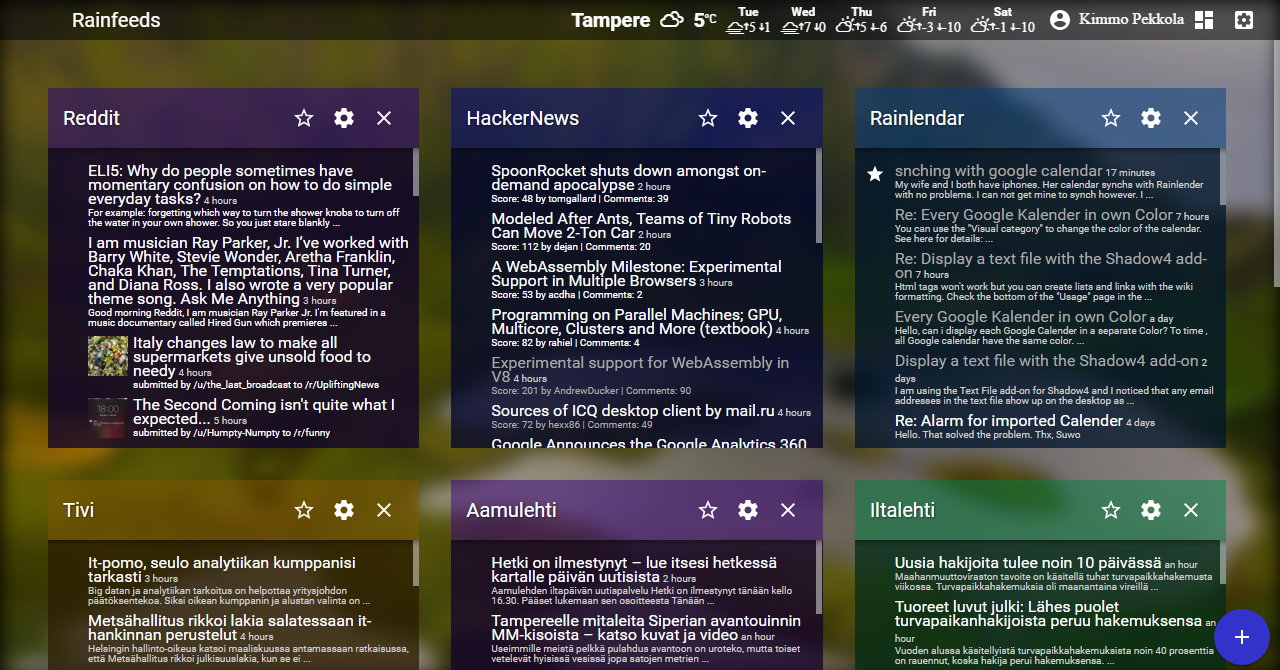 Rainfeeds
Tampere 5°C
Tue Wed Thu Fri Sat
↑5 ↓1 ↑7 ↓0 ↑5 ↓-6 ↑-3 ↓-10 ↑-1 ↓-10
Kimmo Pekkola
Reddit
ELI5: Why do people sometimes have
momentary confusion on how to do simple
everyday tasks? 4 hours
For example: forgetting which way to turn the shower knobs to turn off
the water in your own shower. So you just stare blankly ...
I am musician Ray Parker, Jr. I've worked with
Barry White, Stevie Wonder, Aretha Franklin,
Chaka Khan, The Temptations, Tina Turner,
and Diana Ross. I also wrote a very popular
theme song. Ask Me Anything 3 hours
Good morning Reddit, I am musician Ray Parker Jr. I'm featured in a
music documentary called Hired Gun which premieres ...
Italy changes law to make all
supermarkets give unsold food to
needy 4 hours
submitted by /u/the_last_broadcast to /r/UpliftingNews
18:00
The Second Coming isn't quite what I
expected... 5 hours
submitted by /u/Humpty-Numpty to /r/funny
HackerNews
SpoonRocket shuts down amongst on-
demand apocalypse 2 hours
Score: 48 by tomgallard | Comments: 39
Modeled After Ants, Teams of Tiny Robots
Can Move 2-Ton Car 2 hours
Score: 112 by dejan | Comments: 20
A WebAssembly Milestone: Experimental
Support in Multiple Browsers 3 hours
Score: 53 by acdha | Comments: 2
Programming on Parallel Machines; GPU,
Multicore, Clusters and More (textbook) 4 hours
Score: 82 by rahiel | Comments: 4
Experimental support for WebAssembly in
V8 4 hours
Score: 201 by AndrewDucker | Comments: 90
Sources of ICQ desktop client by mail.ru 4 hours
Score: 72 by hexx86 | Comments: 49
Google Announces the Google Analytics 360
Rainlendar
snching with google calendar 17 minutes
My wife and I both have iphones. Her calendar synchs with Rainlender
with no problems. I can not get mine to synch however. I ...
Re: Every Google Kalender in own Color 7 hours
You can use the "Visual category" to change the color of the calendar.
See here for details: ...
Re: Display a text file with the Shadow4 add-
on 7 hours
Html tags won't work but you can create lists and links with the wiki
formatting. Check the bottom of the "Usage" page in the ...
Every Google Kalender in own Color a day
Hello, can i display each Google Calender in a separate Color? To time ,
all Google calender have the same color. ...
Display a text file with the Shadow4 add-on 2
days
I am using the Text File add-on for Shadow4 and I noticed that any email
addresses in the text file show up on the desktop as ...
Re: Alarm for imported Calender 4 days
Hello. That solved the problem. Thx, Suwo
Tivi
It-pomo, seulo analytiikan kumppanisi
tarkasti 3 hours
Big datan ja analytiikan tarkoitus on helpottaa yritysjohdon
päätöksentekoa. Siksi oikean kumppanin ja alustan valinta on ...
Metsähallitus rikkoi lakia salatessaan it-
hankinnan perustelut 4 hours
Helsingin hallinto-oikeus katsoi maaliskuussa antamassaan ratkaisussa,
että Metsähallitus rikkoi julkisuuslakia, kun se ei ...
Aamulehti
Hetki on ilmestynyt – lue itsesi hetkessä
kartalle päivän uutisista 2 hours
Aamulehden iltapäivän uutispalvelu Hetki on ilmestynyt tänään kello
16.30. Pääset lukemaan sen osoitteesta Tänään ...
Tampereelle mitaleita Siperian avantouinnin
MM-kisoista – katso kuvat ja video an hour
Useimmille meistä pelkkä pulahdus avantoon on uroteko, mutta toiset
vetelevät hyisissä vesissä jopa satojen metrien ...
Iltalehti
Uusia hakijoita tulee noin 10 päivässä an hour
Maahanmuuttoviraston tavoite on käsitellä tuhat turvapaikkahakemusta
viikossa. Turvapaikkahakemuksia oli maanantaina vireillä ...
Tuoreet luvut julki: Lähes puolet
turvapaikanhakijoista peruu hakemuksensa an
hour
Vuoden alussa käsitellyistä turvapaikkahakemuksista noin 40 prosenttia
on rauennut, koska hakija perui hakemuksensa. ...